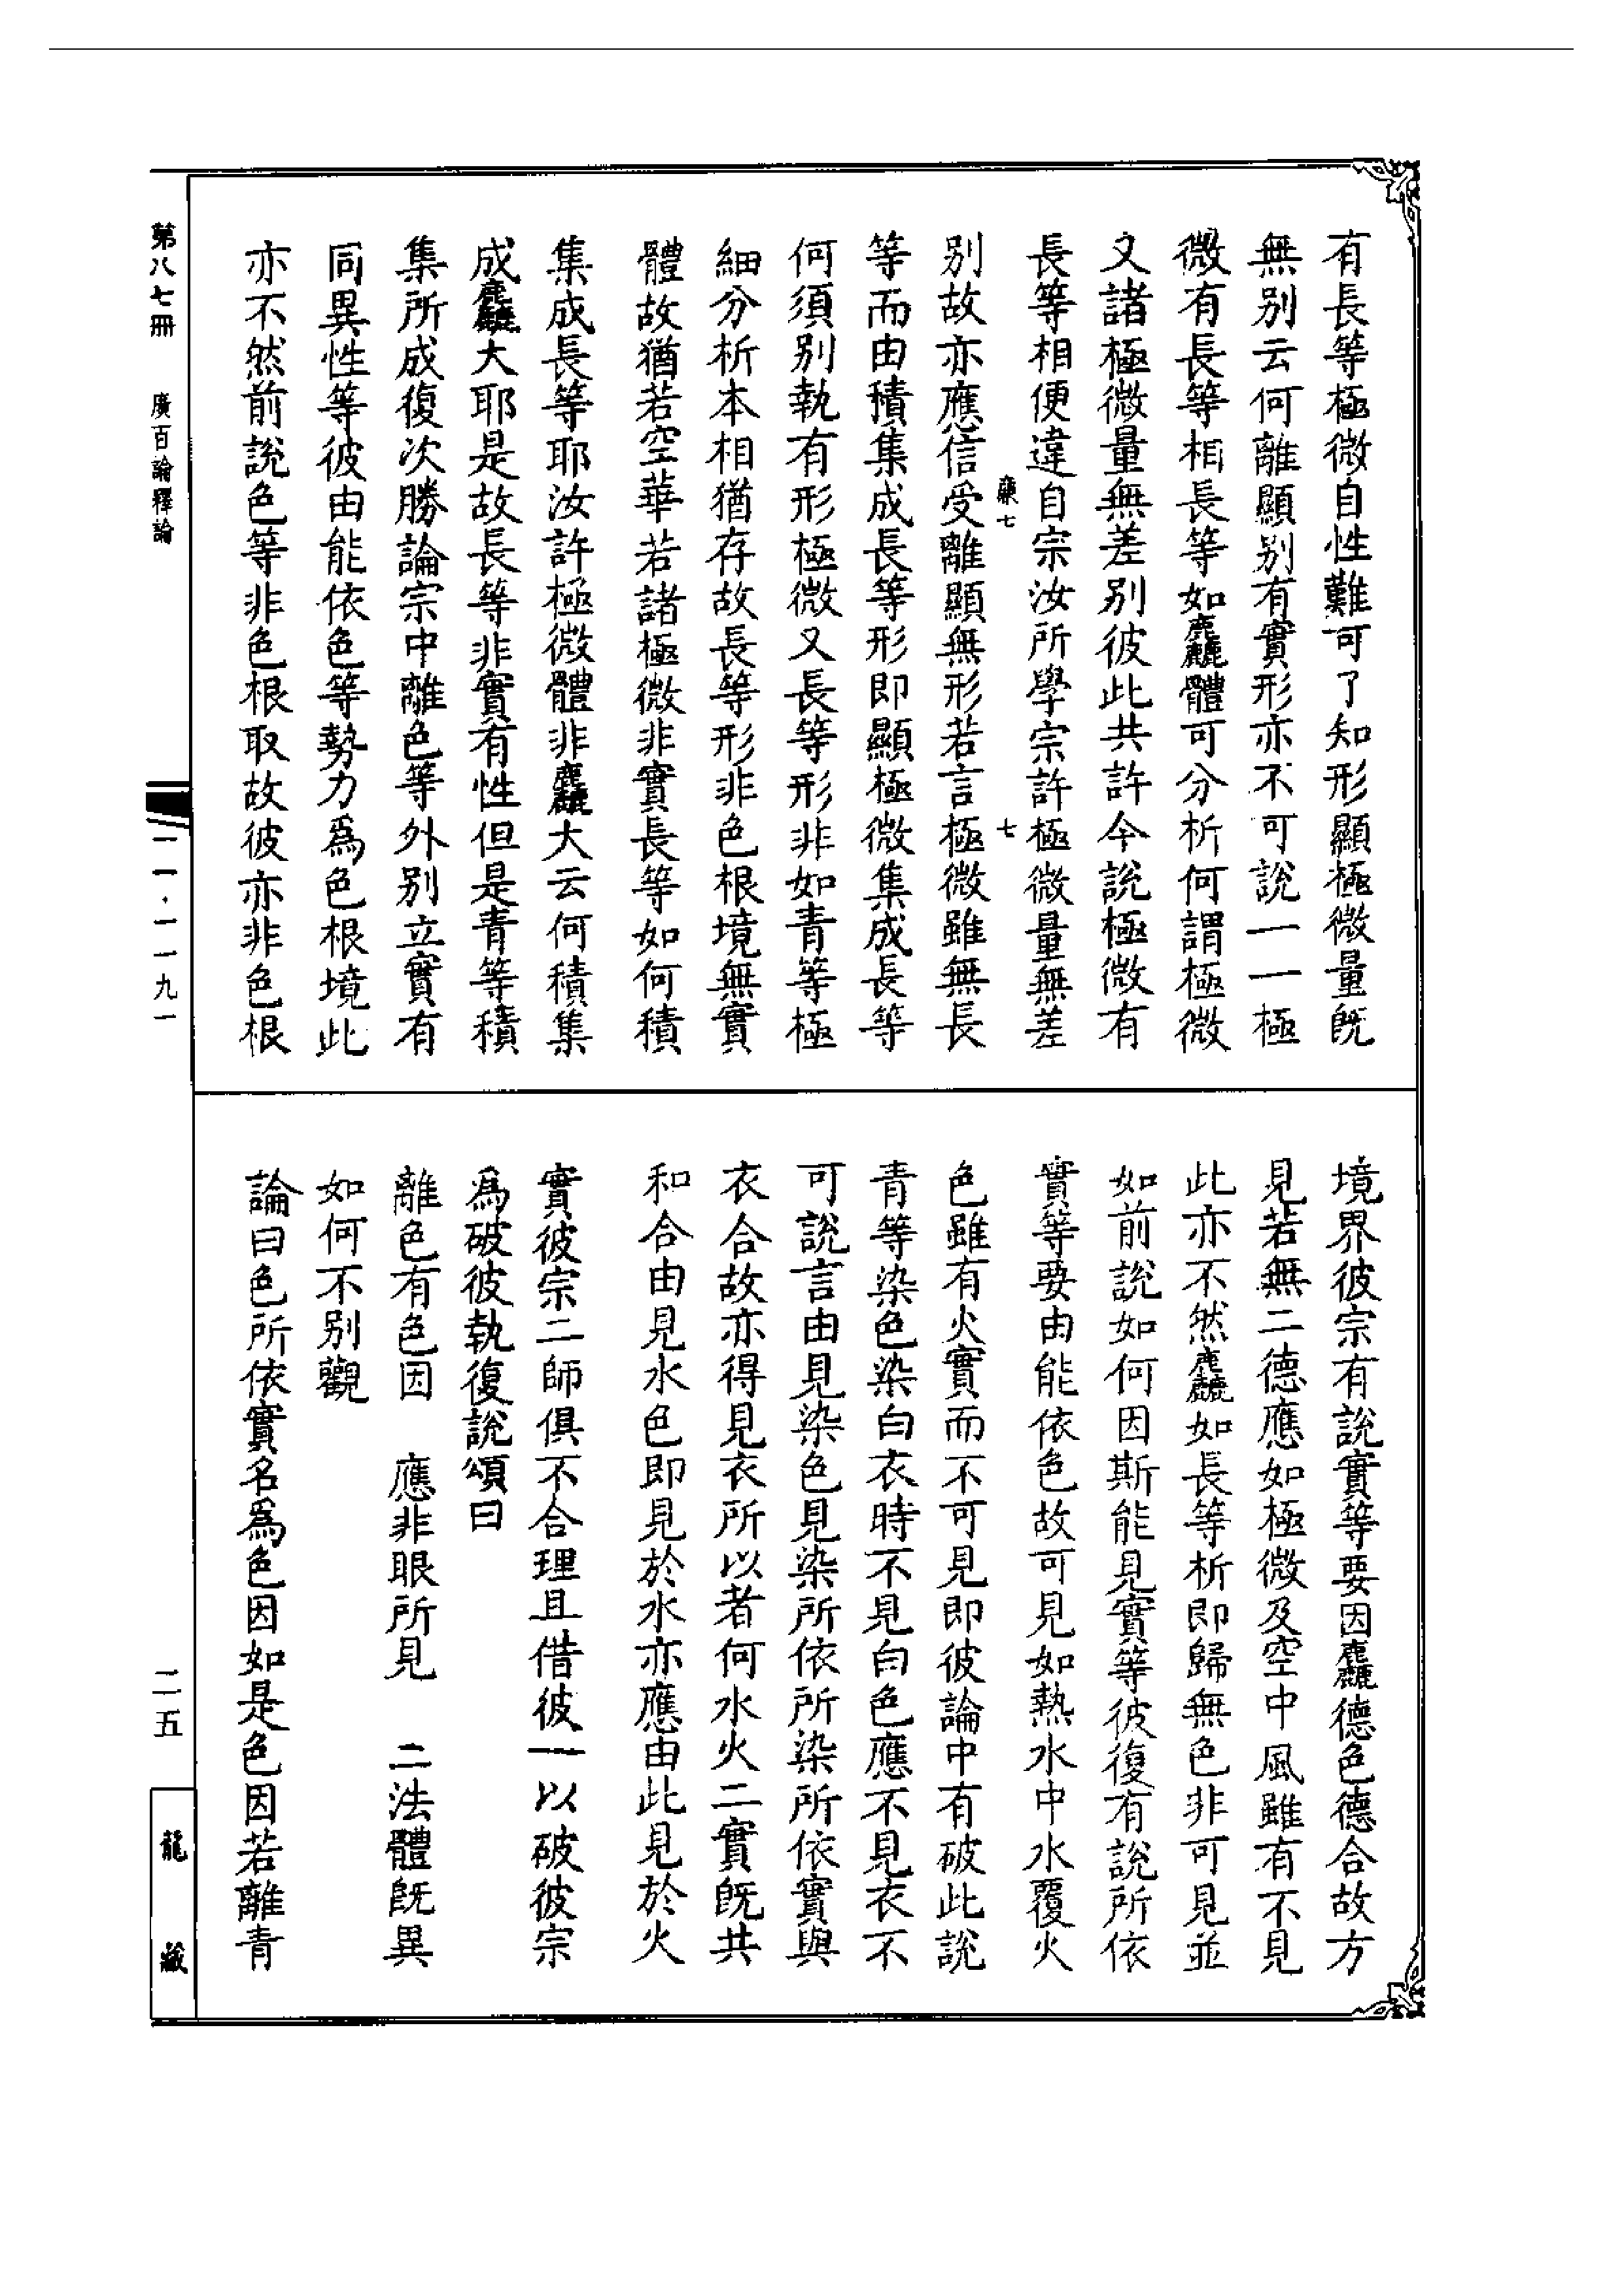 有長等極微自性難可了知形顯極微量既
無別云何離顯別有實形亦不可說一一極
微有長等相長等如麤體可分析何謂極微
又諸極微量無差別彼此共許今說極微有
長等相便違自宗汝所學宗許極微量無差
七
七
別故亦應信受離顯無形若言極微雖無長
等而由積集成長等形即顯極微集成長等
何須別執有形極微又長等形非如青等極
細分析本相猶存故長等形非色根境無實
體故猶若空華若諸極微非實長等如何積
集成長等耶汝許極微體非麤大云何積集
成麤大耶是故長等非實有性但是青等積
集所成復次勝論宗中離色等外別立實有
同異性等彼由能依色等勢力為色根境此
亦不然前說色等非色根取故彼亦非色根
境界彼宗有說實等要因麤德色德合故方
見若無二德應如極微及空中風雖有不見
此亦不然麤如長等析即歸無色非可見並
如前說如何因斯能見實等彼復有說所依
實等要由能依色故可見如熱水中水覆火
色雖有火實而不可見即彼論中有破此說
青等染色染白衣時不見白色應不見衣不
可說言由見染色見染所依所染所依實與
衣合故亦得見衣所以者何水火二實既共
和合由見水色即見於水亦應由此見於火
實彼宗二師俱不合理且借彼一以破彼宗
為破彼執復說頌曰
離色有色因　應非眼所見　二法體既異
如何不別觀
論曰色所依實名為色因如是色因若離青
第八七冊　廣百論釋論
一一·一一九一
二五
龍藏